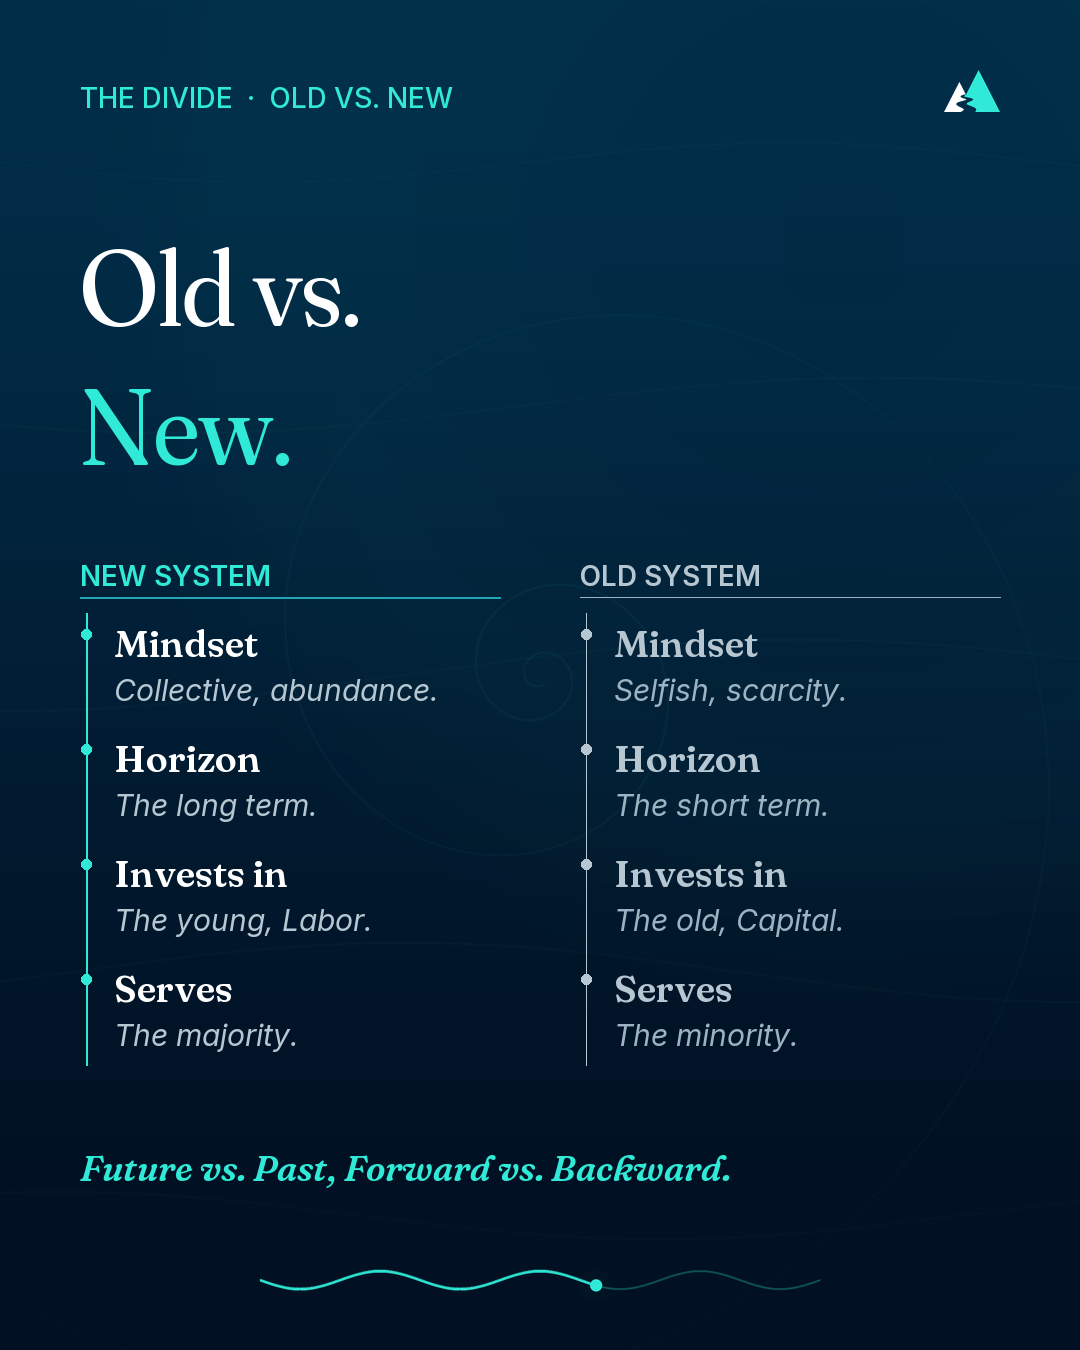 THE DIVIDE · OLD VS. NEW
Old vs.
New.
NEW SYSTEM
Mindset
Collective, abundance.
Horizon
The long term.
Invests in
The young, Labor.
Serves
The majority.
OLD SYSTEM
Mindset
Selfish, scarcity.
Horizon
The short term.
Invests in
The old, Capital.
Serves
The minority.
Future vs. Past, Forward vs. Backward.